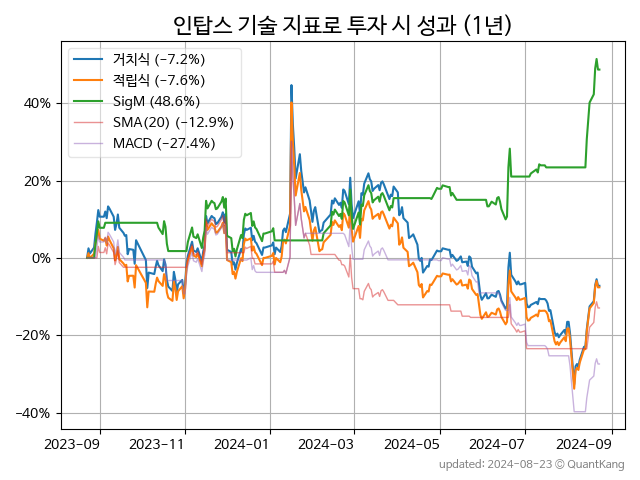 인탑스 기술 지표로 투자 시 성과 (1년)
거치식 (−7.2%)
적립식 (−7.6%)
SigM (48.6%)
SMA(20) (−12.9%)
MACD (−27.4%)
40%
20%
0%
−20%
−40%
2023-09 2023-11 2024-01 2024-03 2024-05 2024-07 2024-09
updated: 2024-08-23 © QuantKang